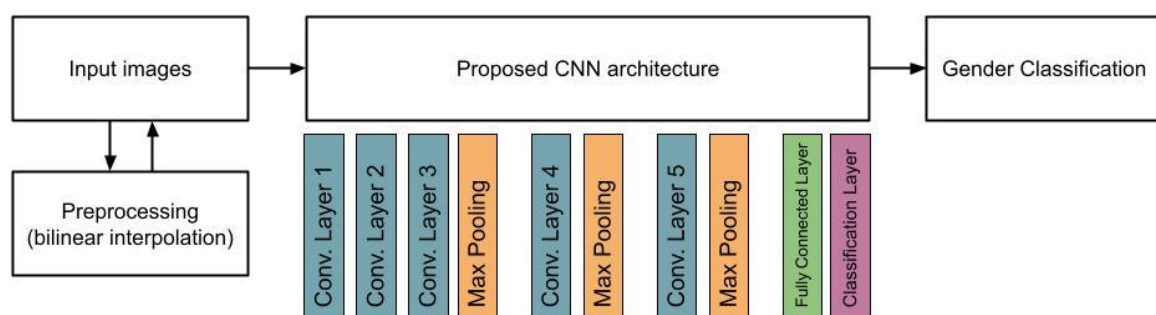 Input images
Proposed CNN architecture
Gender Classification
Preprocessing
(bilinear interpolation)
Conv. Layer 1
Conv. Layer 2
Conv. Layer 3
Max Pooling
Conv. Layer 4
Max Pooling
Conv. Layer 5
Max Pooling
Fully Connected Layer
Classification Layer